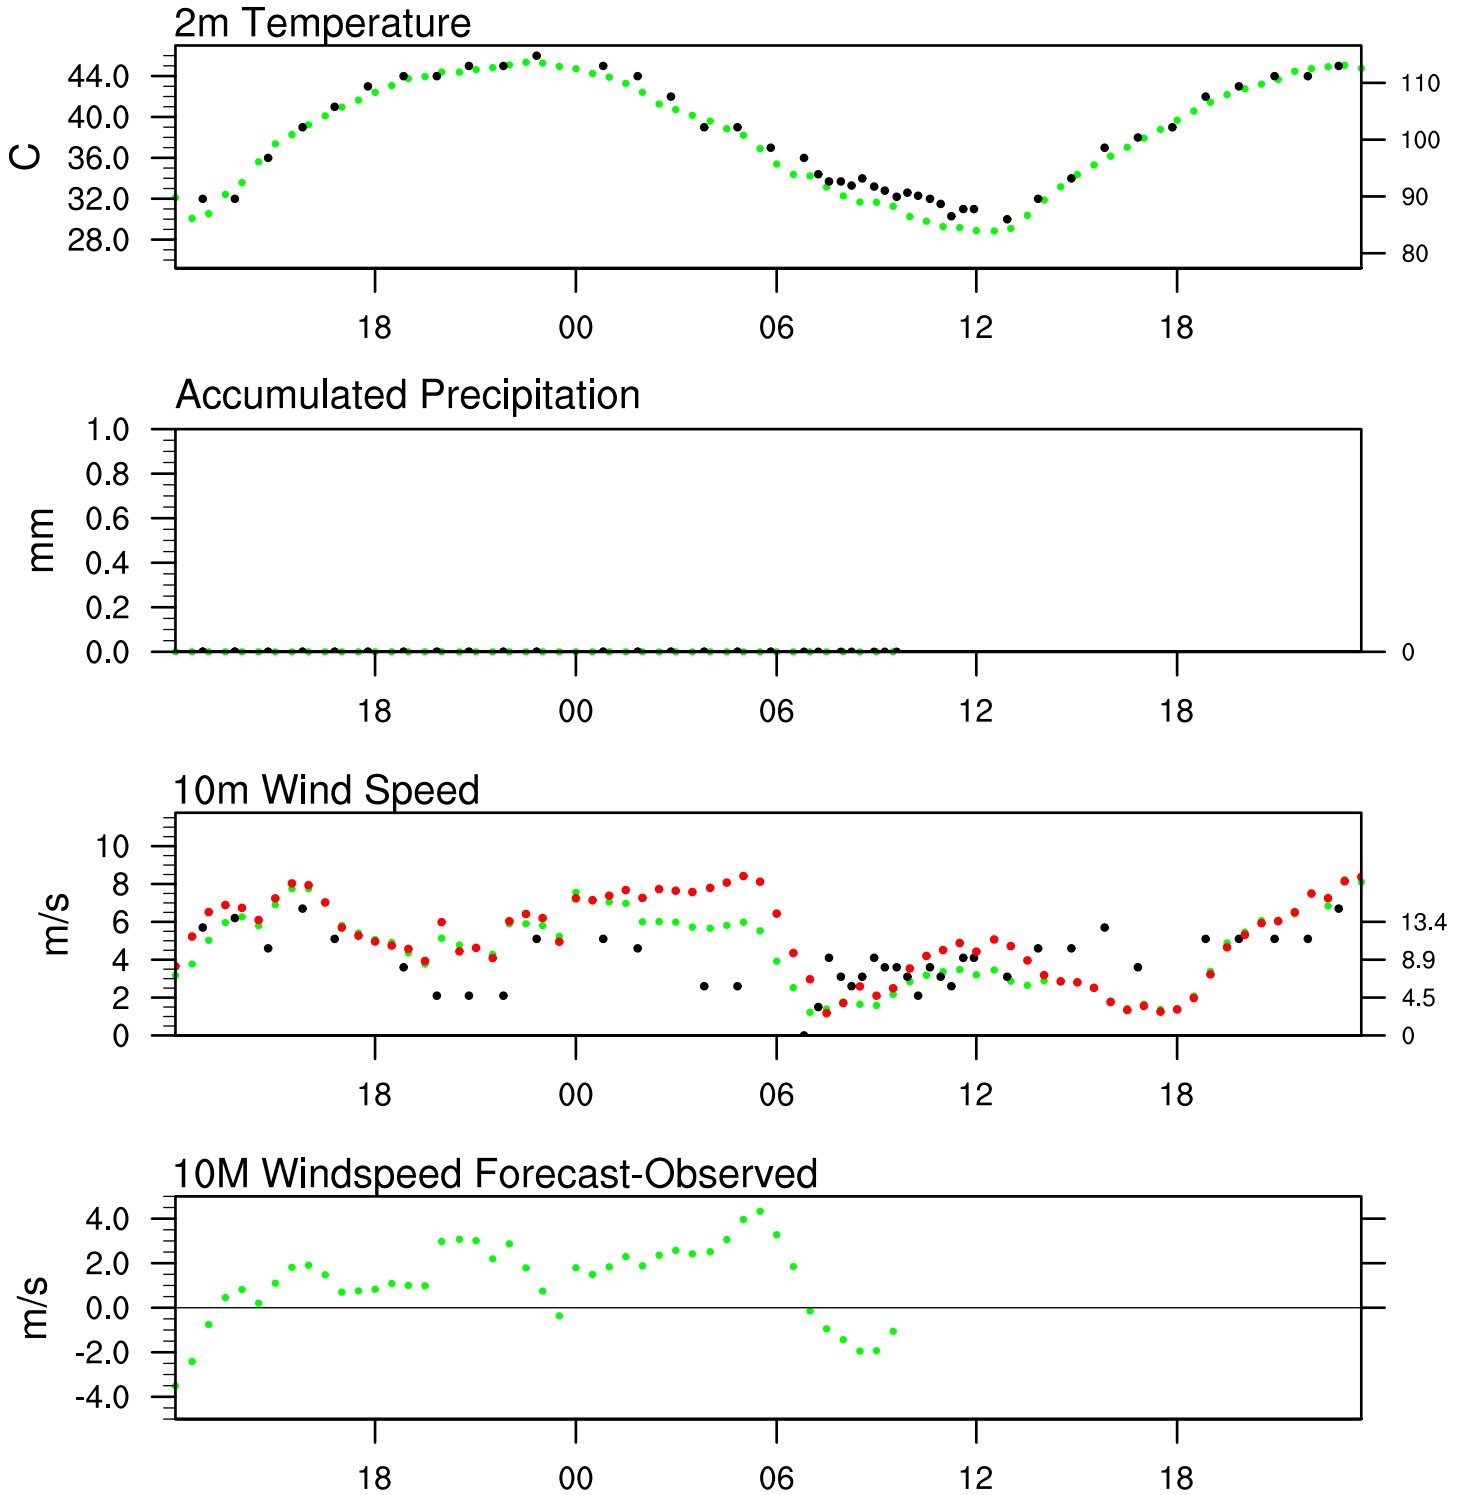 2m Temperature
C
44.0
40.0
36.0
32.0
28.0
110
100
90
80
18 00 06 12 18
Accumulated Precipitation
mm
1.0
0.8
0.6
0.4
0.2
0.0
0
18 00 06 12 18
10m Wind Speed
m/s
10
8
6
4
2
0
13.4
8.9
4.5
0
18 00 06 12 18
10M Windspeed Forecast-Observed
m/s
4.0
2.0
0.0
-2.0
-4.0
18 00 06 12 18